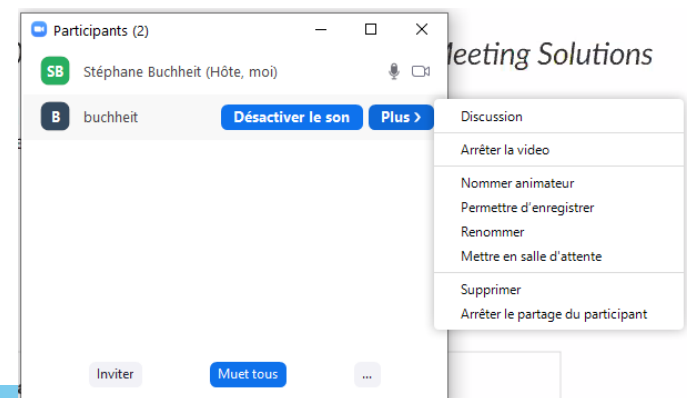 Participants (2)
Meeting Solutions
SB Stéphane Buchheit (Hôte, moi)
B buchheit Désactiver le son Plus >
Discussion
Arrêter la video
Nommer animateur
Permettre d'enregistrer
Renommer
Mettre en salle d'attente
Supprimer
Arrêter le partage du participant
Inviter Muet tous ...